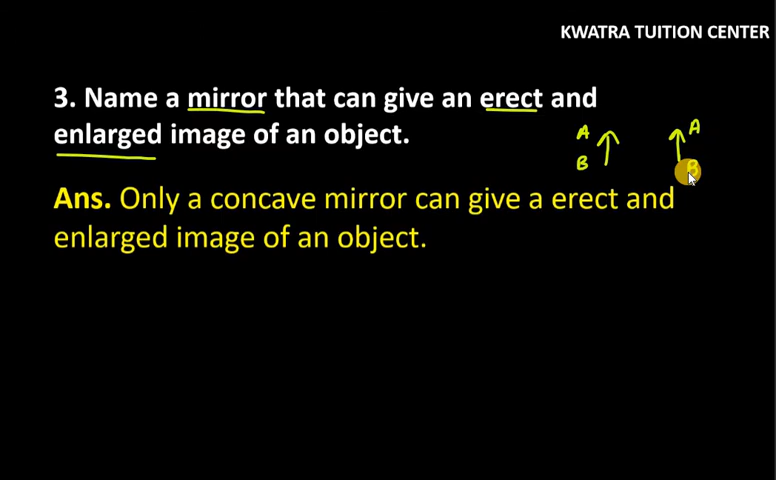 KWATRA TUITION CENTER
3. Name a mirror that can give an erect and
enlarged image of an object.
A A
B B
Ans. Only a concave mirror can give a erect and
enlarged image of an object.